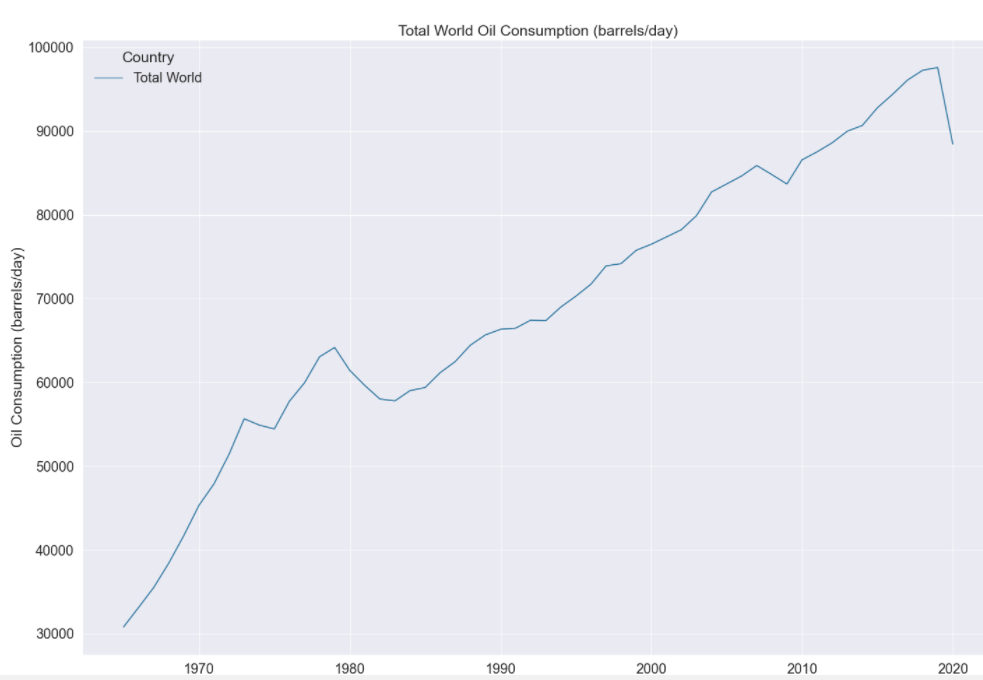 Total World Oil Consumption (barrels/day)
Country
Total World
Oil Consumption (barrels/day)
100000
90000
80000
70000
60000
50000
40000
30000
1970 1980 1990 2000 2010 2020